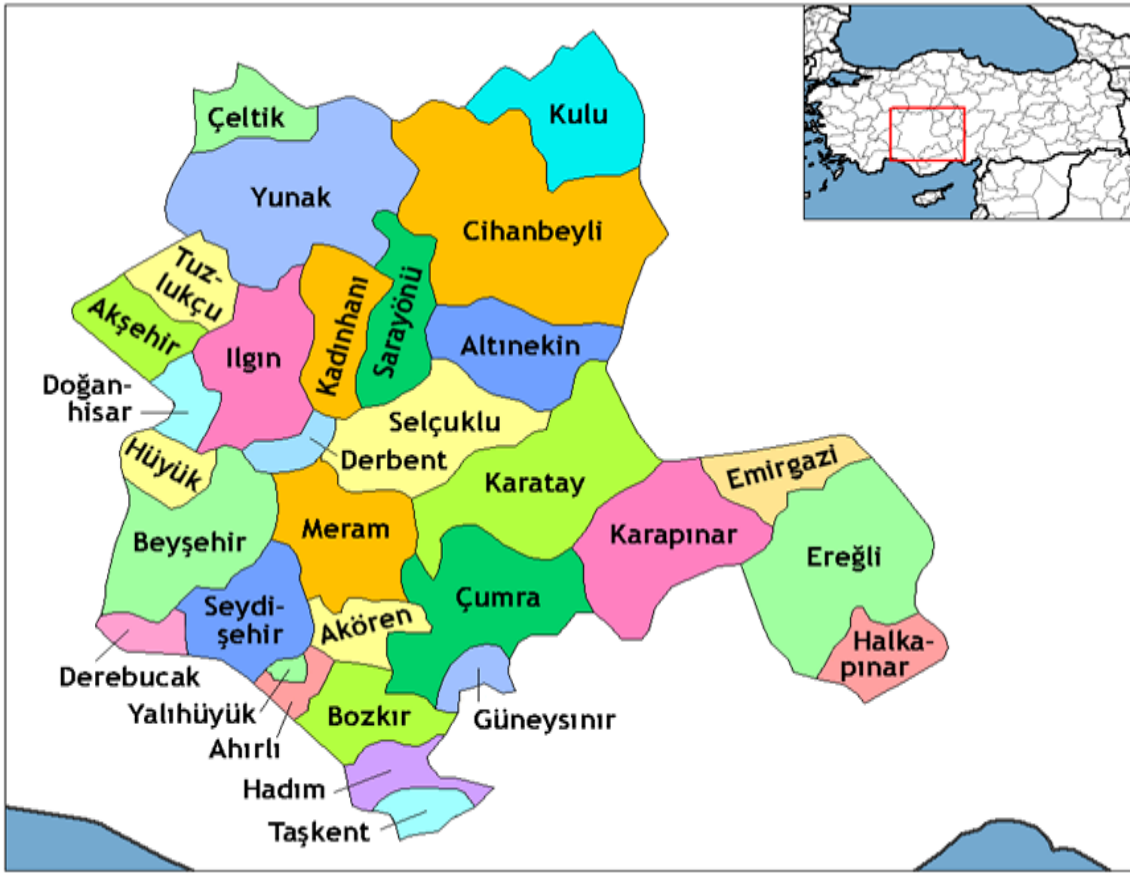 Çeltik
Kulu
Yunak
Cihanbeyli
Tuz-
lukçu
Akşehir
Ilgın
Kadınhanı
Sarayönü
Altınekin
Doğan-
hisar
Selçuklu
Derbent
Hüyük
Emirgazi
Karatay
Meram
Karapınar
Beyşehir
Ereğli
Çumra
Seydi-
şehir
Akören
Halka-
pınar
Derebucak
Yalıhüyük
Bozkır
Güneysınır
Ahırlı
Hadım
Taşkent